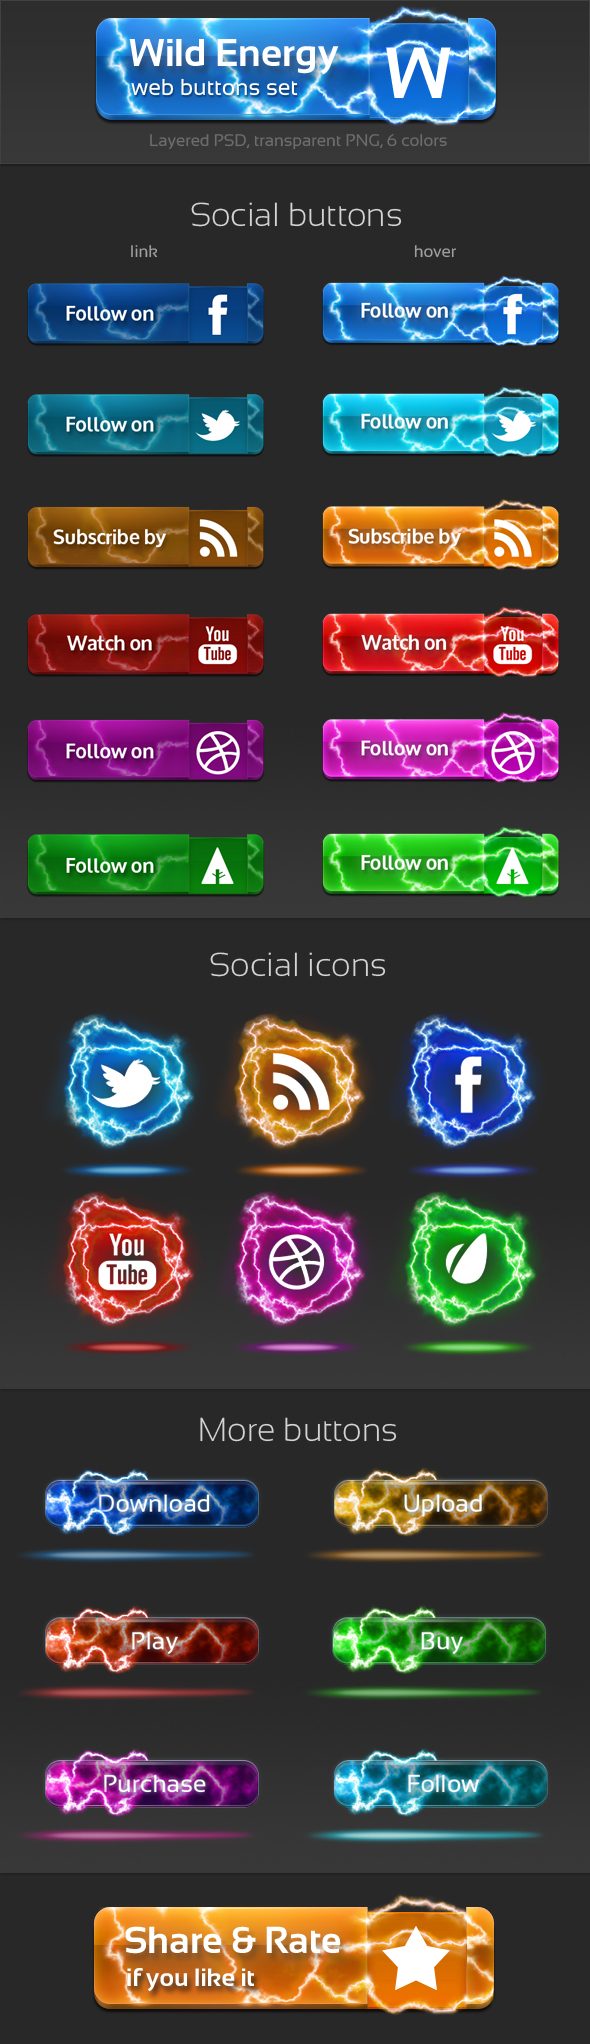 Wild Energy
W
web buttons set
Layered PSD, transparent PNG, 6 colors
Social buttons
link hover
Follow on f Follow on f
Follow on Follow on
Subscribe by Subscribe by
Watch on You Tube Watch on You Tube
Follow on Follow on
Follow on Follow on
Social icons
f
You
Tube
More buttons
Download Upload
Play Buy
Purchase Follow
Share & Rate
if you like it